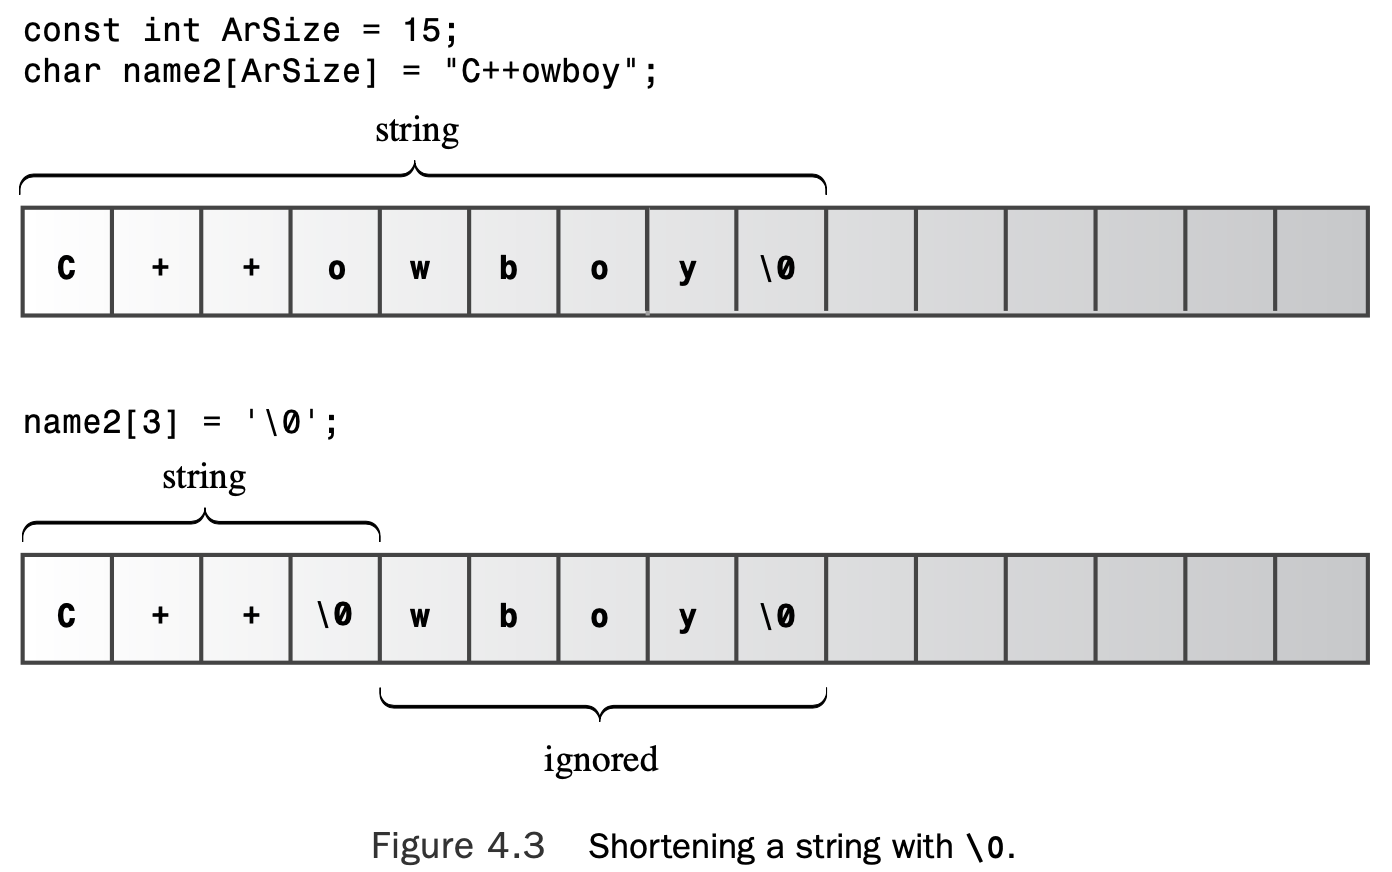 const int ArSize = 15;
char name2[ArSize] = "C++owboy";
string
C + + o w b o y \0
name2[3] = '\0';
string
C + + \0 w b o y \0
ignored
Figure 4.3 Shortening a string with \0.